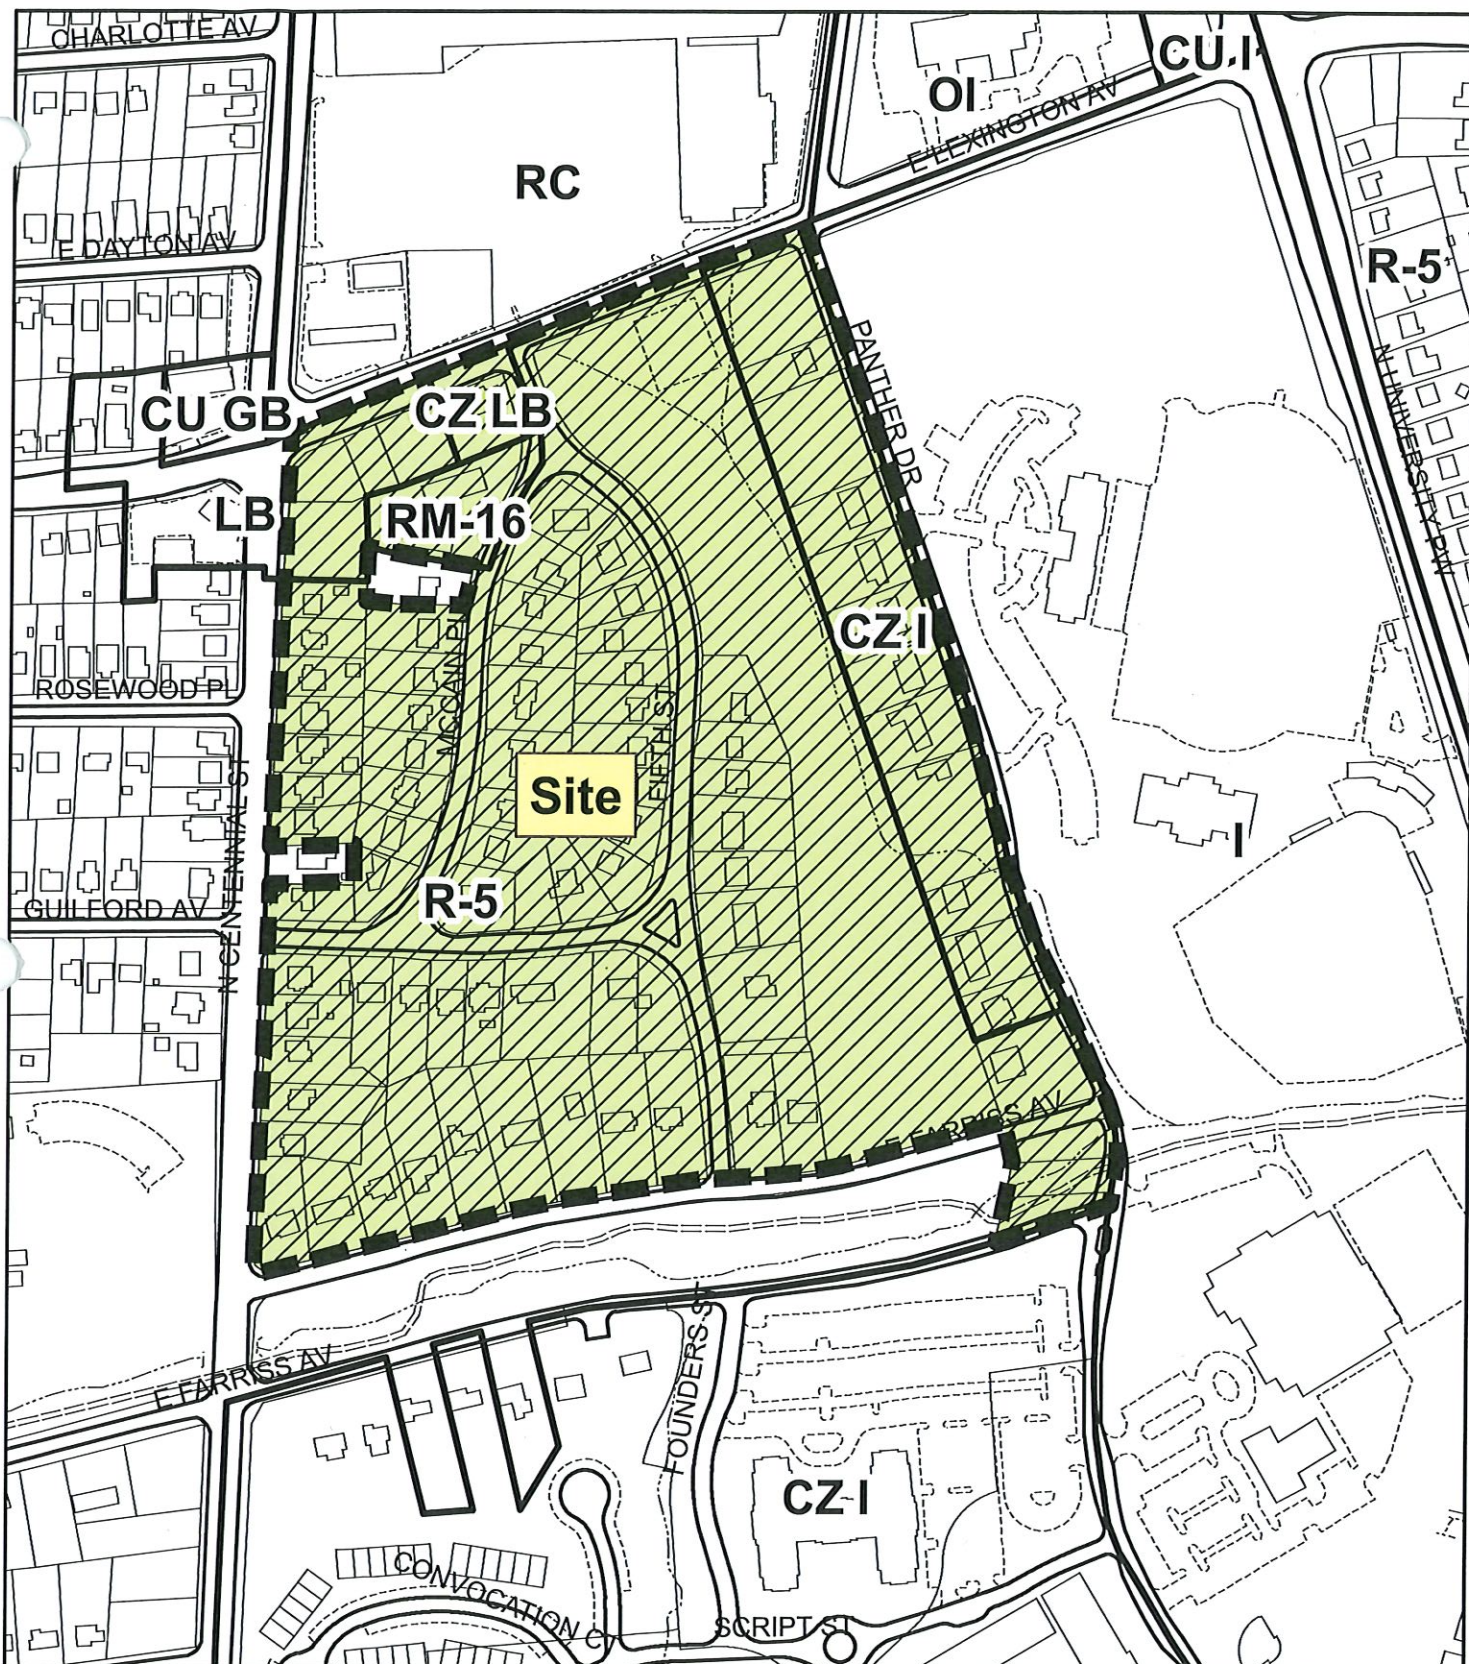 CHARLOTTE AV
CU I
OI
E LEXINGTON AV
RC
E DAYTON AV
R-5
PANTHER DR
N UNIVERSITY PW
CU GB
CZ LB
LB
RM-16
CZ I
MCCAIN PL
ROSEWOOD PL
FIFTH ST
Site
N CENTENNIAL ST
I
R-5
GUILFORD AV
E FARRISS AV
E FARRISS AV
FOUNDERS ST
CZ I
CONVOCATION CT
SCRIPT ST